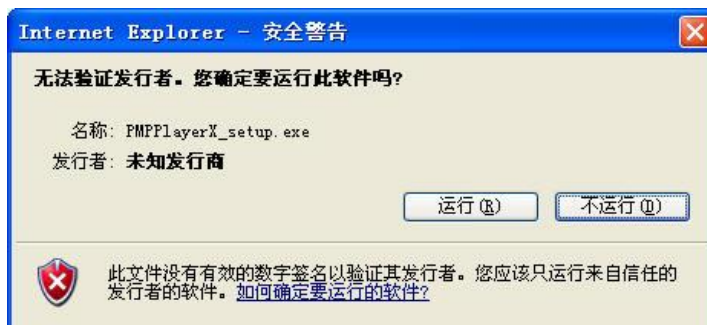 Internet Explorer - 安全警告
无法验证发行者。您确定要运行此软件吗?
名称: PMPPlayerX_setup.exe
发行者: 未知发行商
运行(R) 不运行(D)
此文件没有有效的数字签名以验证其发行者。您应该只运行来自信任的
发行者的软件。如何确定要运行的软件?